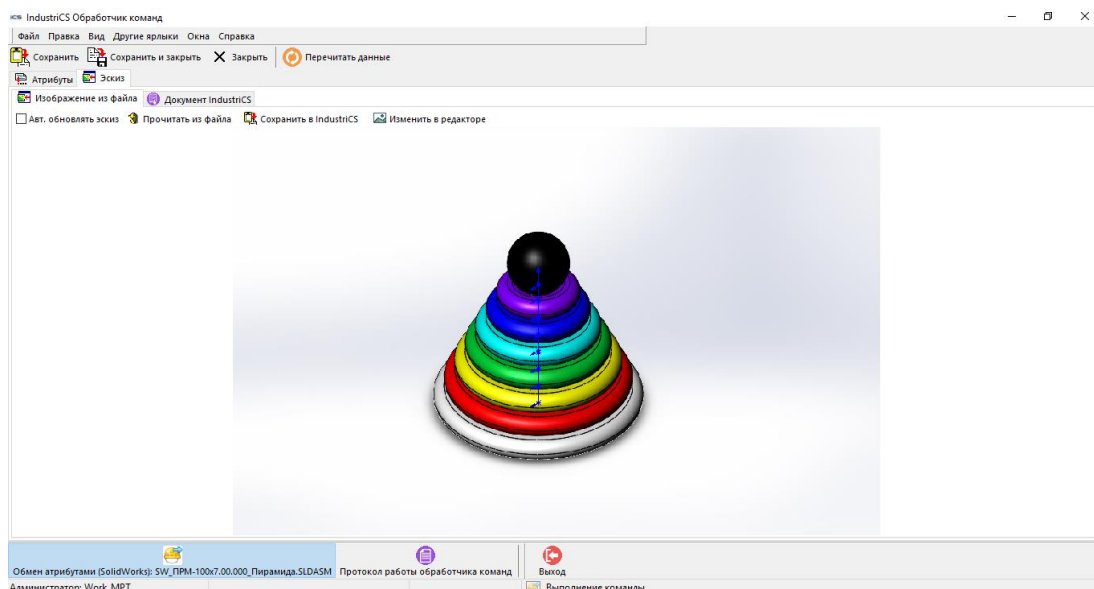 iCS IndustriCS Обработчик команд
Файл Правка Вид Другие ярлыки Окна Справка
Сохранить Сохранить и закрыть Закрыть Перечитать данные
Атрибуты Эскиз
Изображение из файла Документ IndustriCS
Авт. обновлять эскиз Прочитать из файла Сохранить в IndustriCS Изменить в редакторе
Обмен атрибутами (SolidWorks): SW_ПРМ-100x7.00.000_Пирамида.SLDASM Протокол работы обработчика команд Выход
Администратор: Work_MPT Выполнение команды